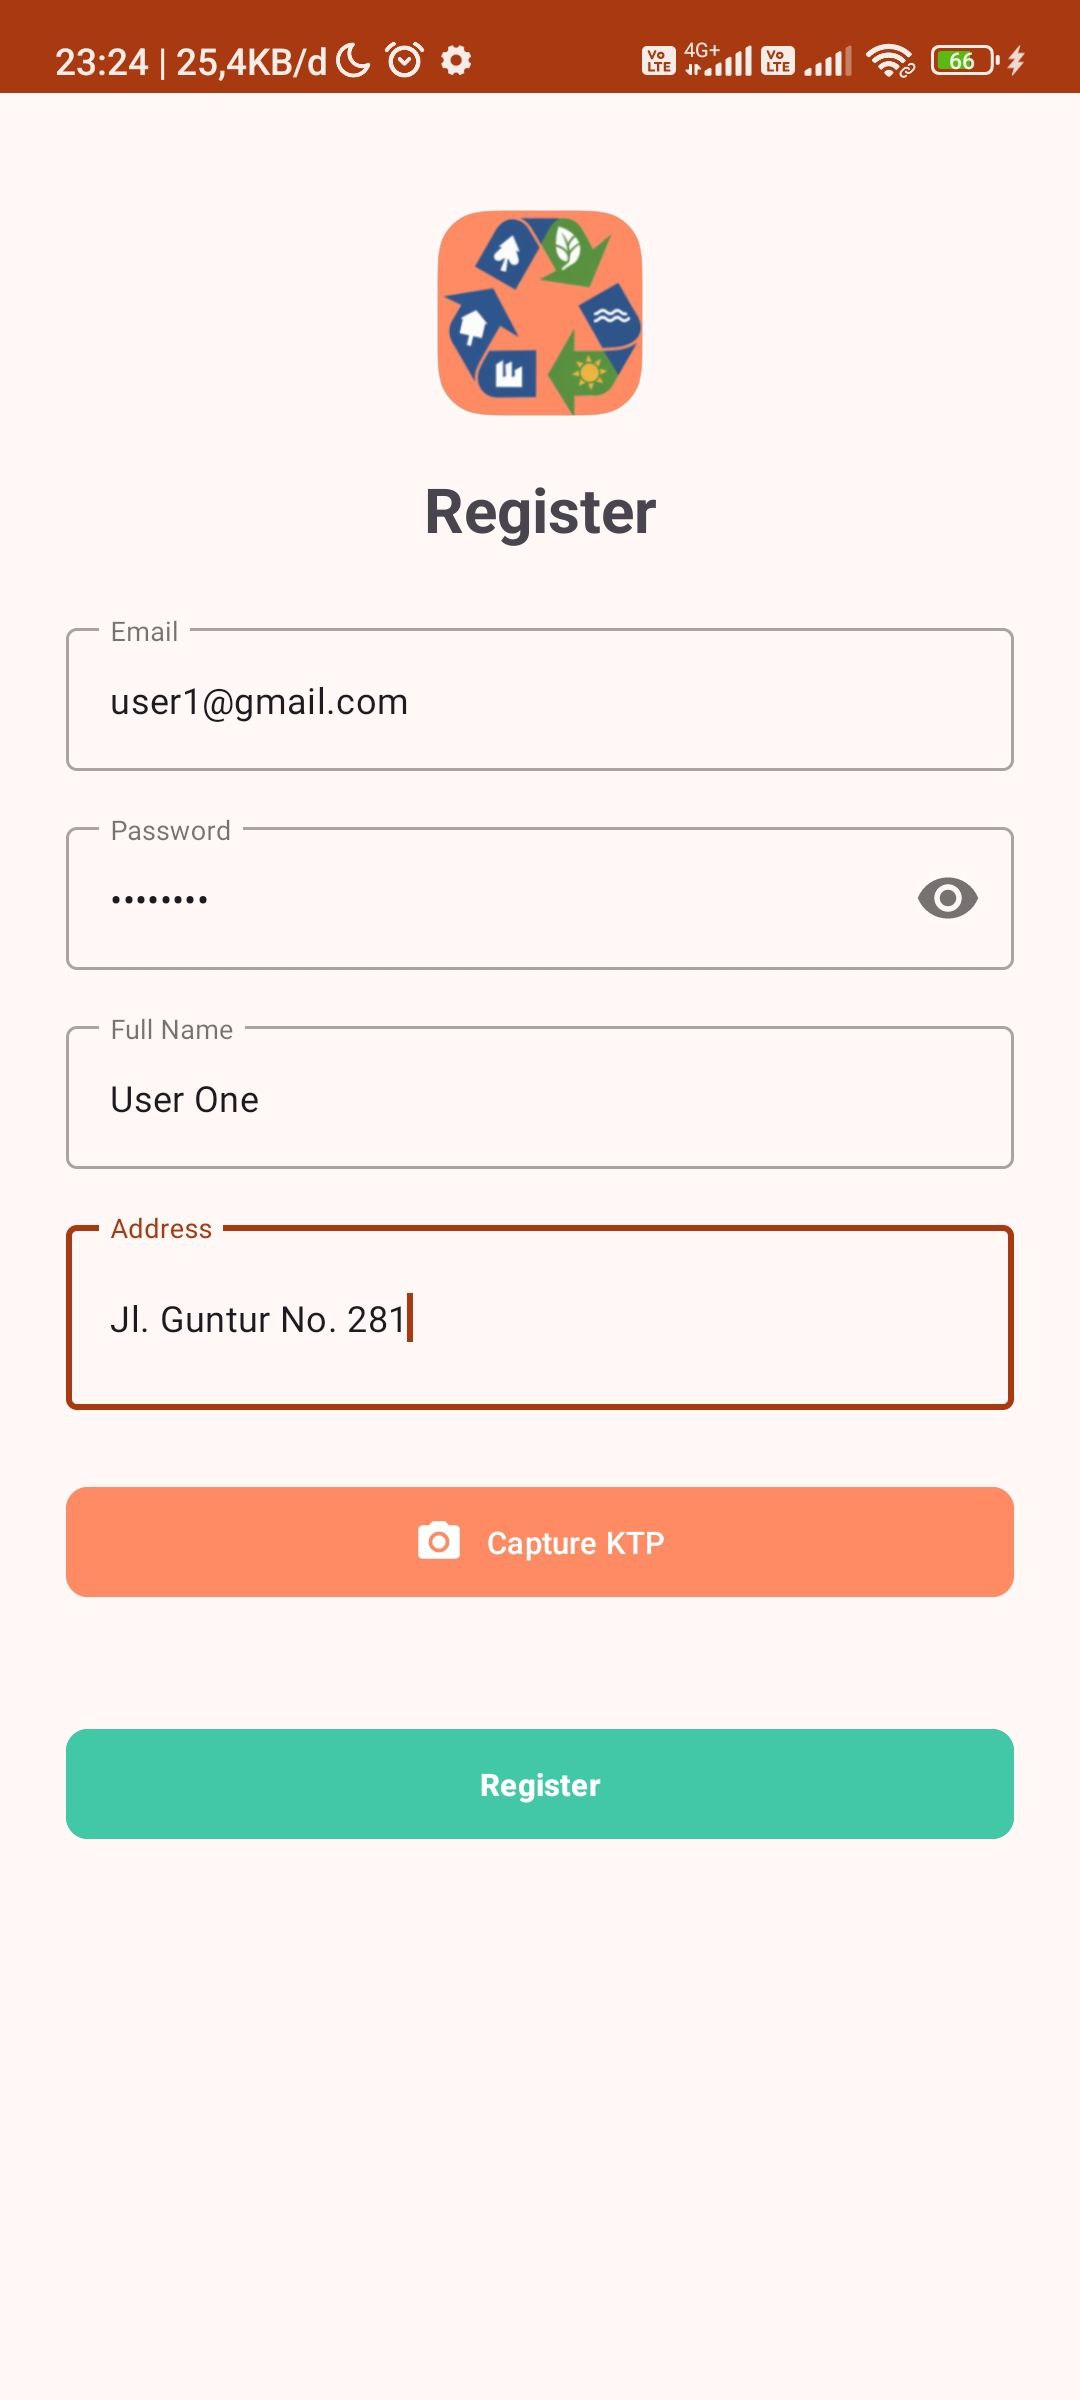 23:24 | 25,4KB/d
Vo LTE 4G+ Vo LTE 66
Register
Email
user1@gmail.com
Password
••••••••
Full Name
User One
Address
Jl. Guntur No. 281
Capture KTP
Register